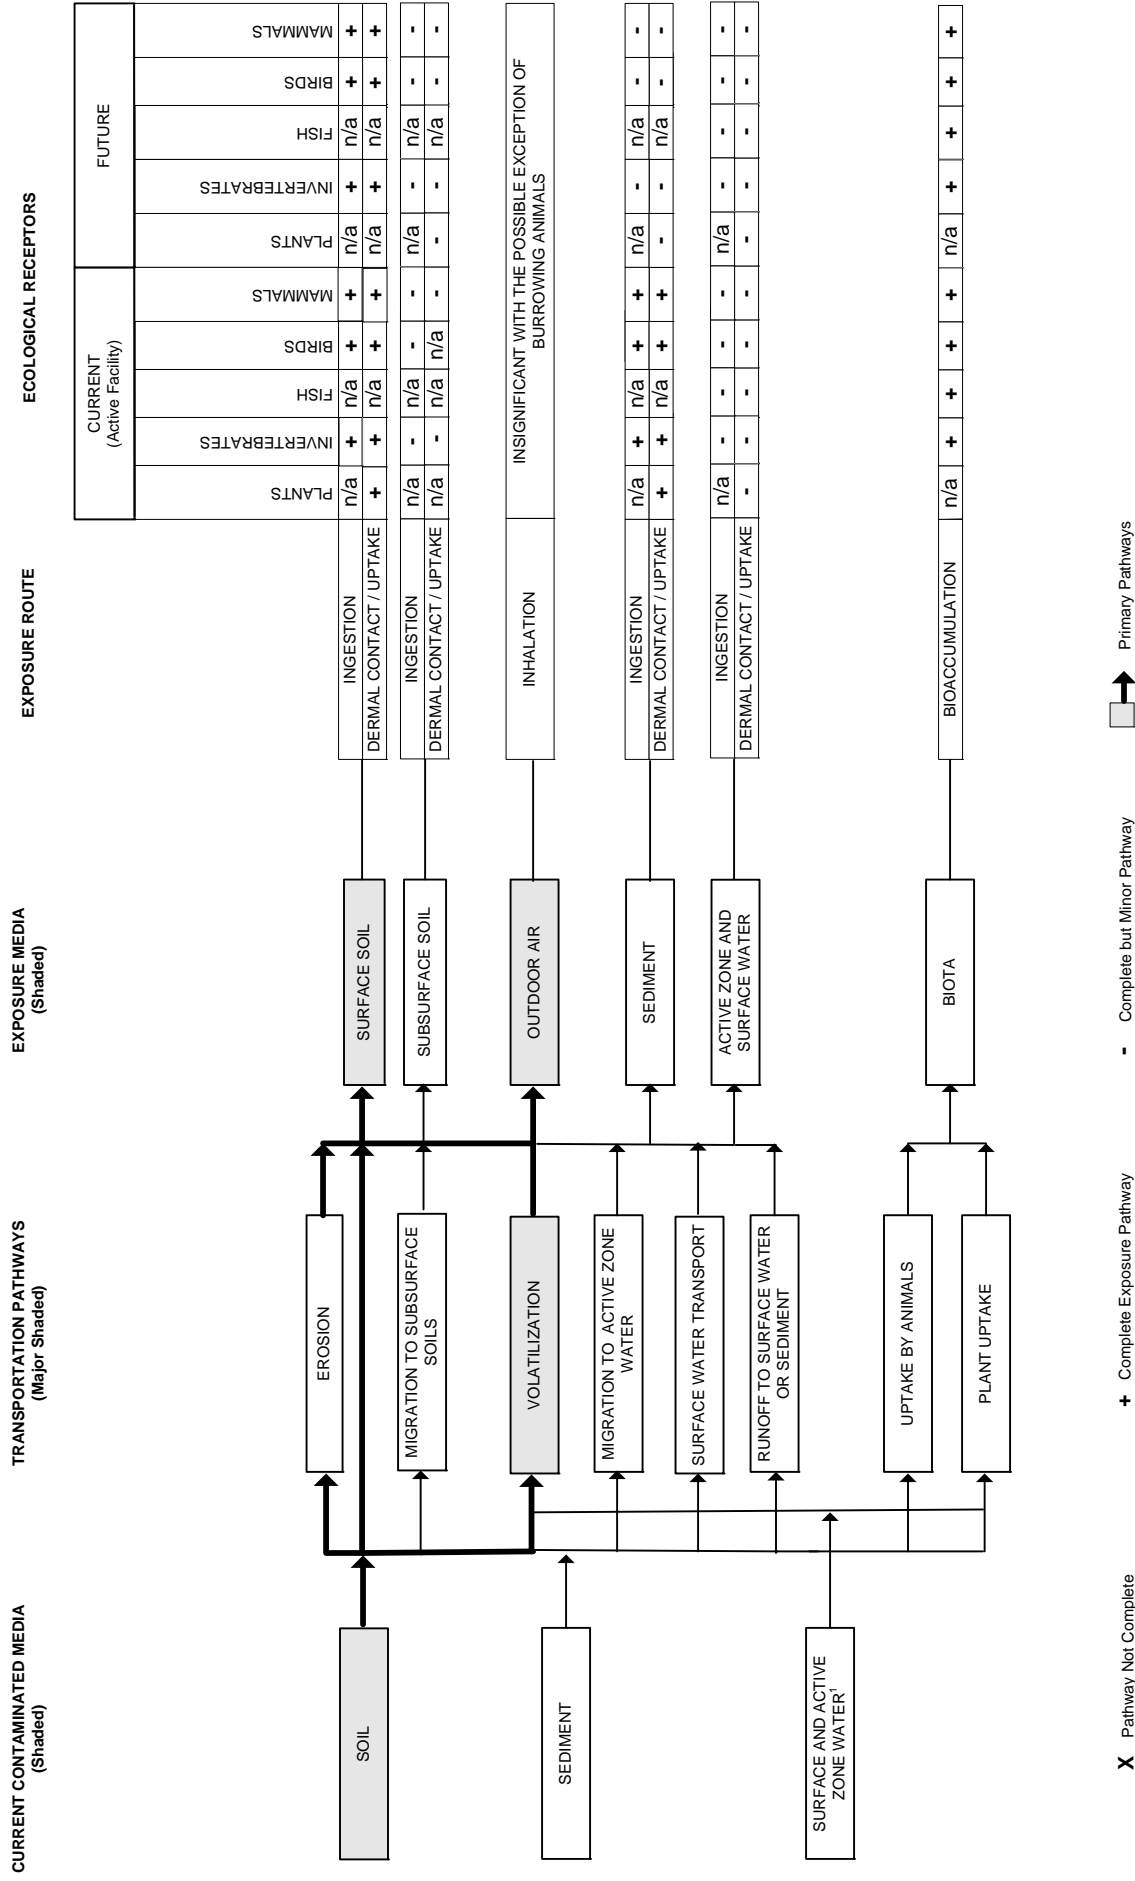 CURRENT CONTAMINATED MEDIA
(Shaded)
TRANSPORTATION PATHWAYS
(Major Shaded)
EXPOSURE MEDIA
(Shaded)
EXPOSURE ROUTE
ECOLOGICAL RECEPTORS
CURRENT
(Active Facility)
FUTURE
PLANTS
INVERTEBRATES
FISH
BIRDS
MAMMALS
PLANTS
INVERTEBRATES
FISH
BIRDS
MAMMALS
SOIL
SEDIMENT
SURFACE AND ACTIVE
ZONE WATER¹
EROSION
MIGRATION TO SUBSURFACE
SOILS
VOLATILIZATION
MIGRATION TO ACTIVE ZONE
WATER
SURFACE WATER TRANSPORT
RUNOFF TO SURFACE WATER
OR SEDIMENT
UPTAKE BY ANIMALS
PLANT UPTAKE
SURFACE SOIL
SUBSURFACE SOIL
OUTDOOR AIR
SEDIMENT
ACTIVE ZONE AND
SURFACE WATER
BIOTA
INGESTION n/a + n/a + + n/a + n/a + +
DERMAL CONTACT / UPTAKE + + n/a + + n/a + n/a + +
INGESTION n/a - n/a - - n/a - n/a - -
DERMAL CONTACT / UPTAKE n/a - n/a n/a - - - n/a - -
INHALATION
INSIGNIFICANT WITH THE POSSIBLE EXCEPTION OF
BURROWING ANIMALS
INGESTION n/a + n/a + + n/a - n/a - -
DERMAL CONTACT / UPTAKE + + n/a + + - - n/a - -
INGESTION n/a - - - - n/a - - - -
DERMAL CONTACT / UPTAKE - - - - - - - - - -
BIOACCUMULATION n/a + + + + n/a + + + +
X Pathway Not Complete
+ Complete Exposure Pathway
- Complete but Minor Pathway
Primary Pathways